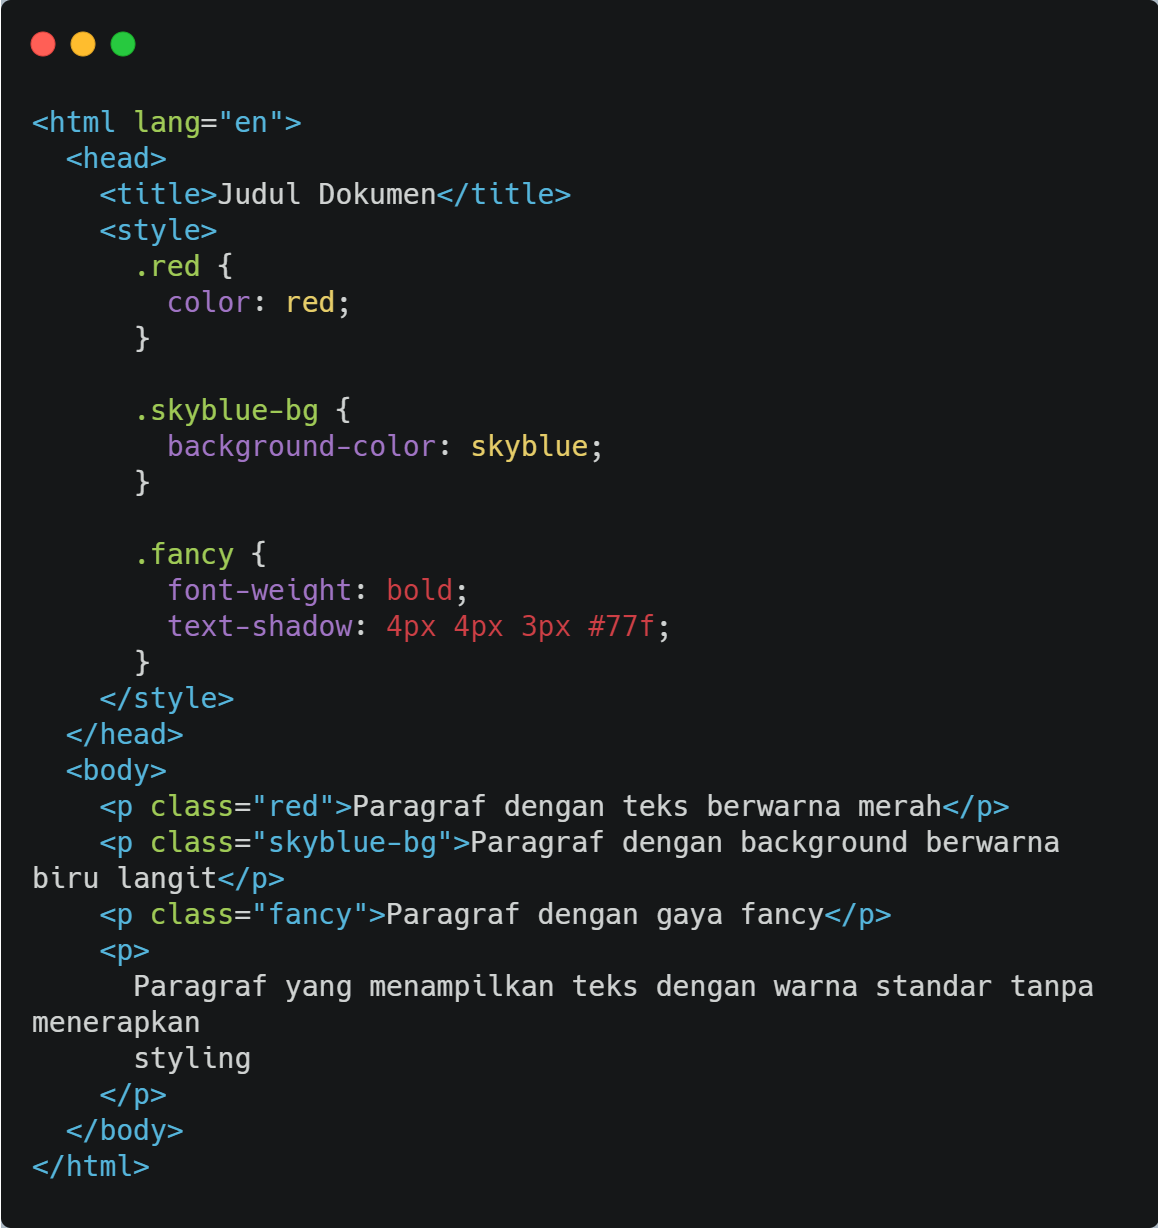 <html lang="en">
  <head>
    <title>Judul Dokumen</title>
    <style>
      .red {
        color: red;
      }

      .skyblue-bg {
        background-color: skyblue;
      }

      .fancy {
        font-weight: bold;
        text-shadow: 4px 4px 3px #77f;
      }
    </style>
  </head>
  <body>
    <p class="red">Paragraf dengan teks berwarna merah</p>
    <p class="skyblue-bg">Paragraf dengan background berwarna
biru langit</p>
    <p class="fancy">Paragraf dengan gaya fancy</p>
    <p>
      Paragraf yang menampilkan teks dengan warna standar tanpa
menerapkan
      styling
    </p>
  </body>
</html>